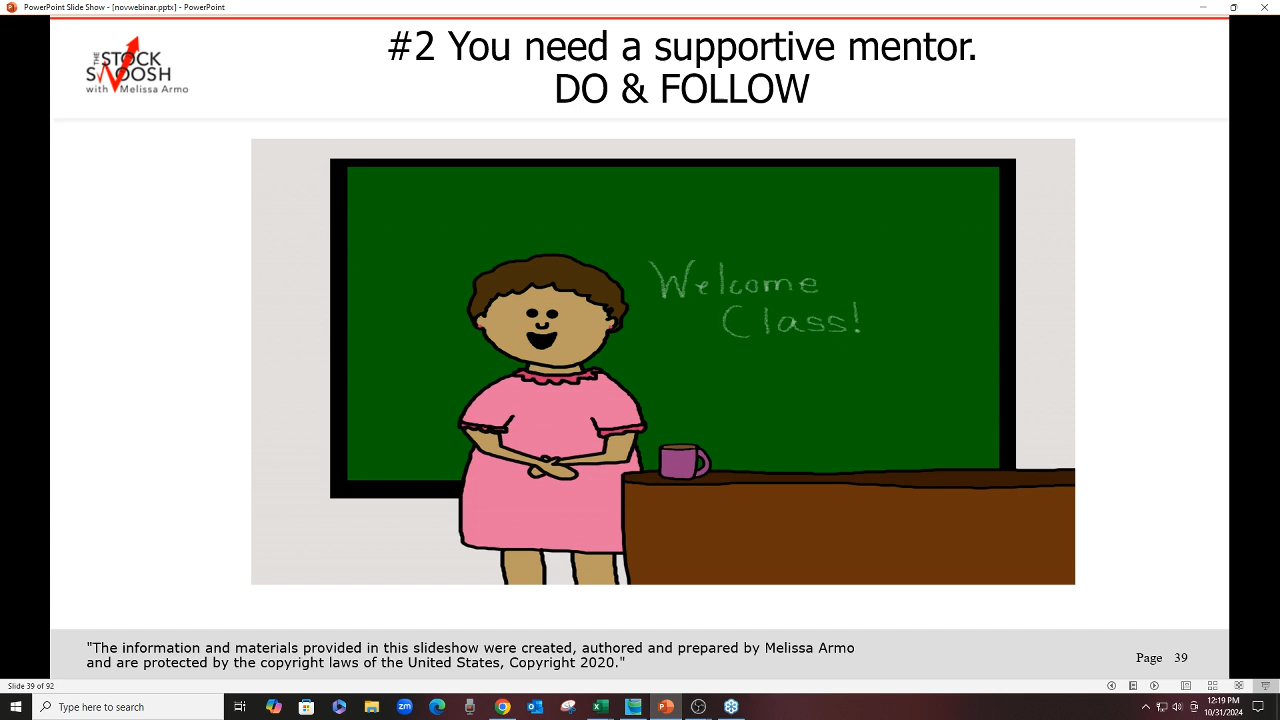 PowerPoint Slide Show - [novwebinar.pptx] - PowerPoint
#2 You need a supportive mentor.
DO & FOLLOW
THE
STOCK
SWOOSH
with Melissa Armo
Welcome
Class!
"The information and materials provided in this slideshow were created, authored and prepared by Melissa Armo
and are protected by the copyright laws of the United States, Copyright 2020."
Page 39
Slide 39 of 92
Type here to search
zm
12:19 PM
10/31/2024